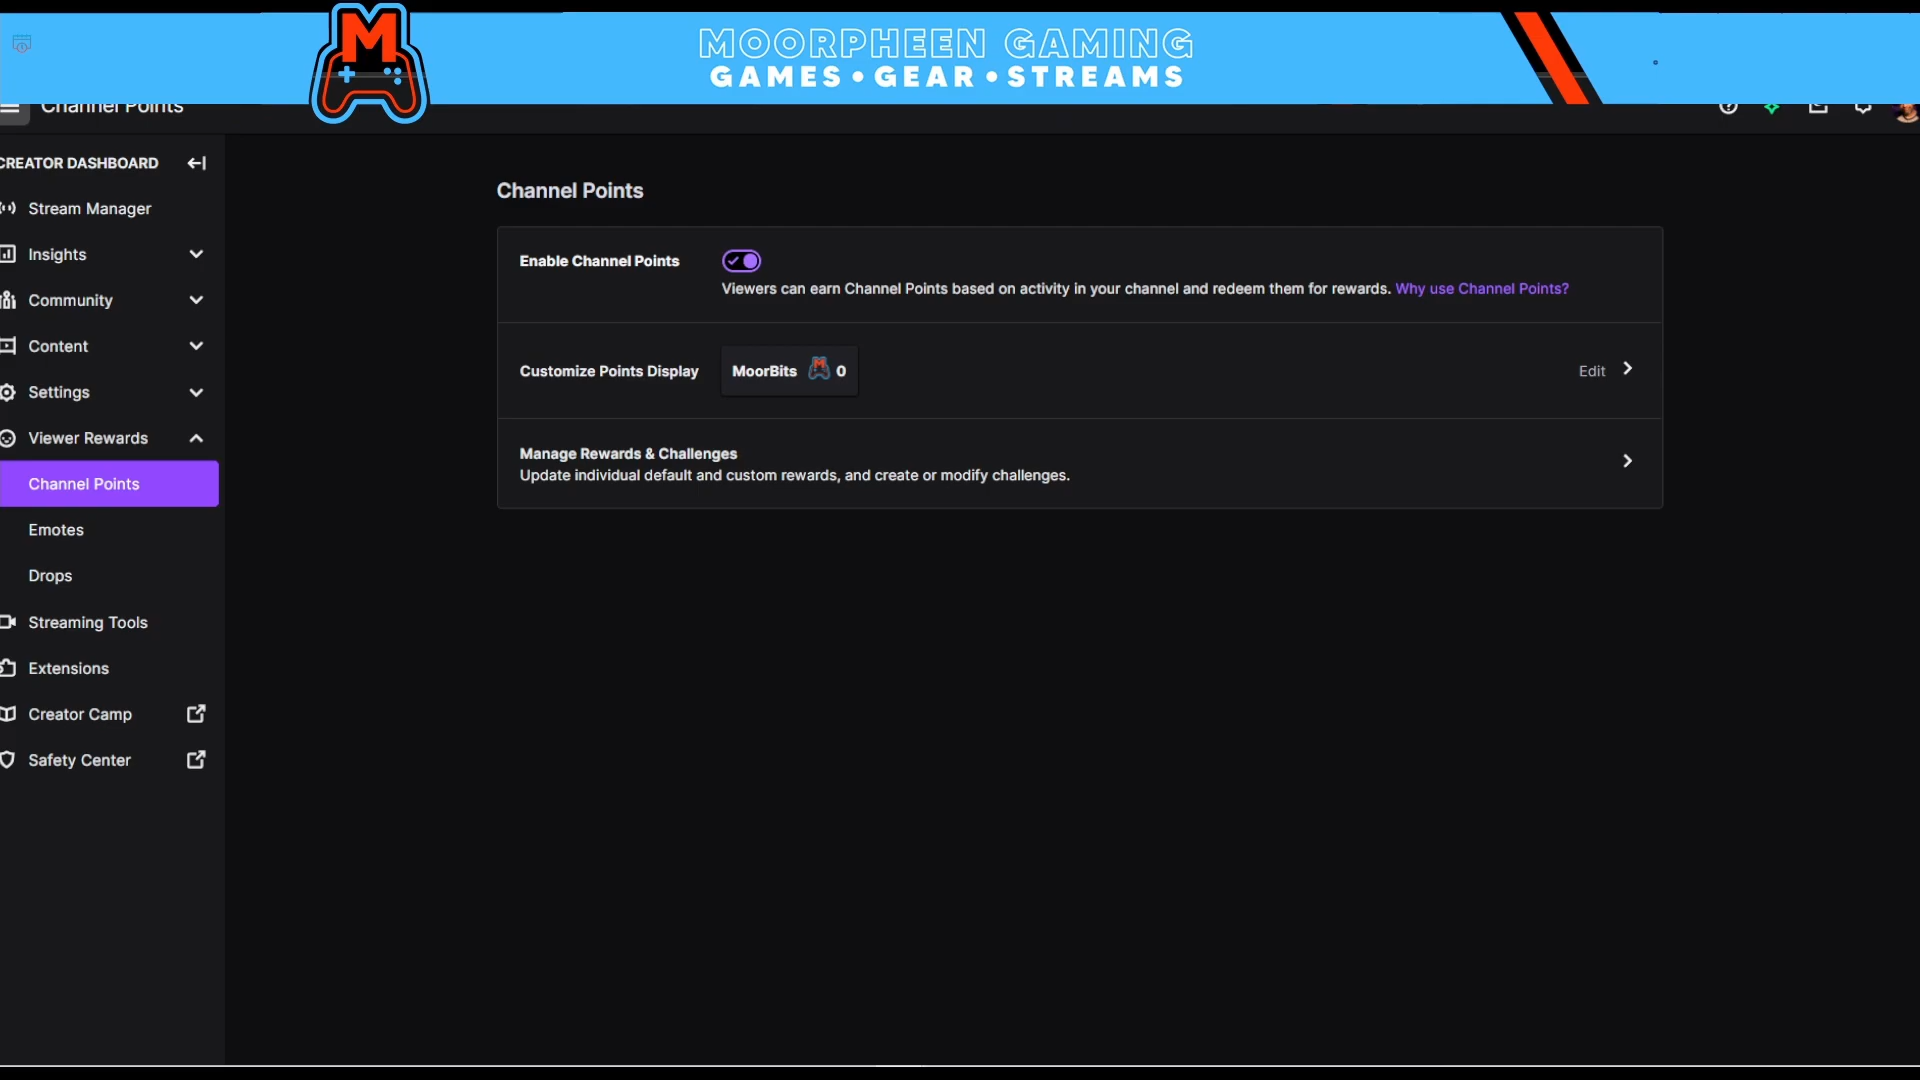 M
MOORPHEEN GAMING
GAMES • GEAR • STREAMS
Channel Points
CREATOR DASHBOARD
Stream Manager
Insights
Community
Content
Settings
Viewer Rewards
Channel Points
Emotes
Drops
Streaming Tools
Extensions
Creator Camp
Safety Center
Channel Points
Enable Channel Points
Viewers can earn Channel Points based on activity in your channel and redeem them for rewards. Why use Channel Points?
Customize Points Display
MoorBits M 0
Edit
Manage Rewards & Challenges
Update individual default and custom rewards, and create or modify challenges.